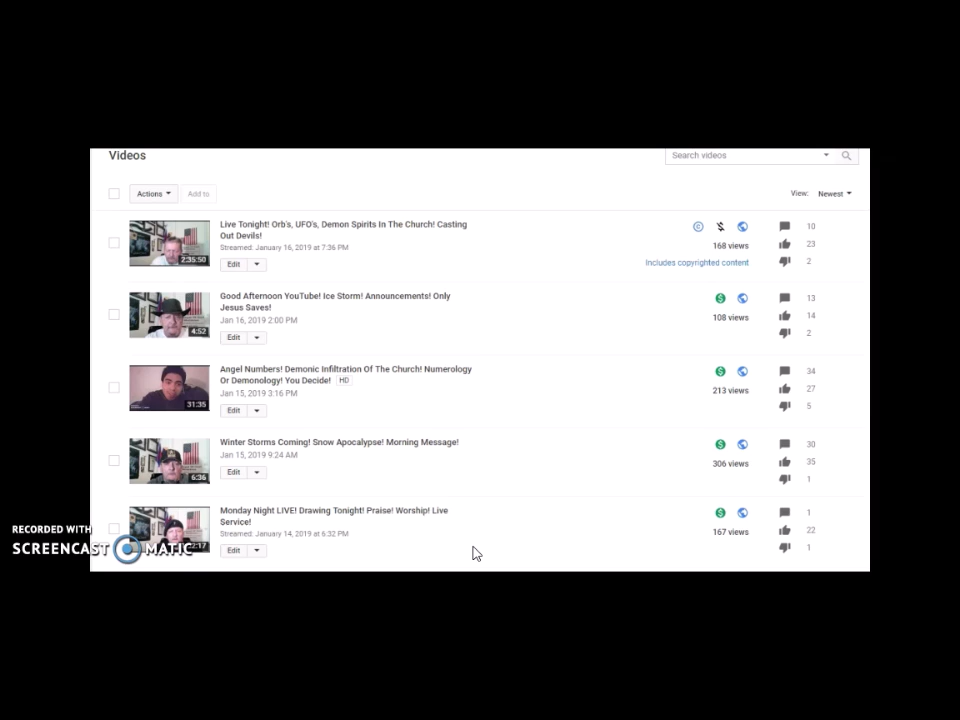 Videos
Search videos
Actions
Add to
View: Newest
Live Tonight! Orb's, UFO's, Demon Spirits In The Church! Casting
Out Devils!
Streamed: January 16, 2019 at 7:36 PM
Edit
2:35:50
168 views
Includes copyrighted content
10
23
2
Good Afternoon YouTube! Ice Storm! Announcements! Only
Jesus Saves!
Jan 16, 2019 2:00 PM
Edit
4:52
108 views
13
14
2
Angel Numbers! Demonic Infiltration Of The Church! Numerology
Or Demonology! You Decide! HD
Jan 15, 2019 3:16 PM
Edit
31:35
213 views
34
27
5
Winter Storms Coming! Snow Apocalypse! Morning Message!
Jan 15, 2019 9:24 AM
Edit
6:36
306 views
30
35
1
Monday Night LIVE! Drawing Tonight! Praise! Worship! Live
Service!
Streamed: January 14, 2019 at 6:32 PM
Edit
167 views
1
22
1
RECORDED WITH
SCREENCAST MATIC